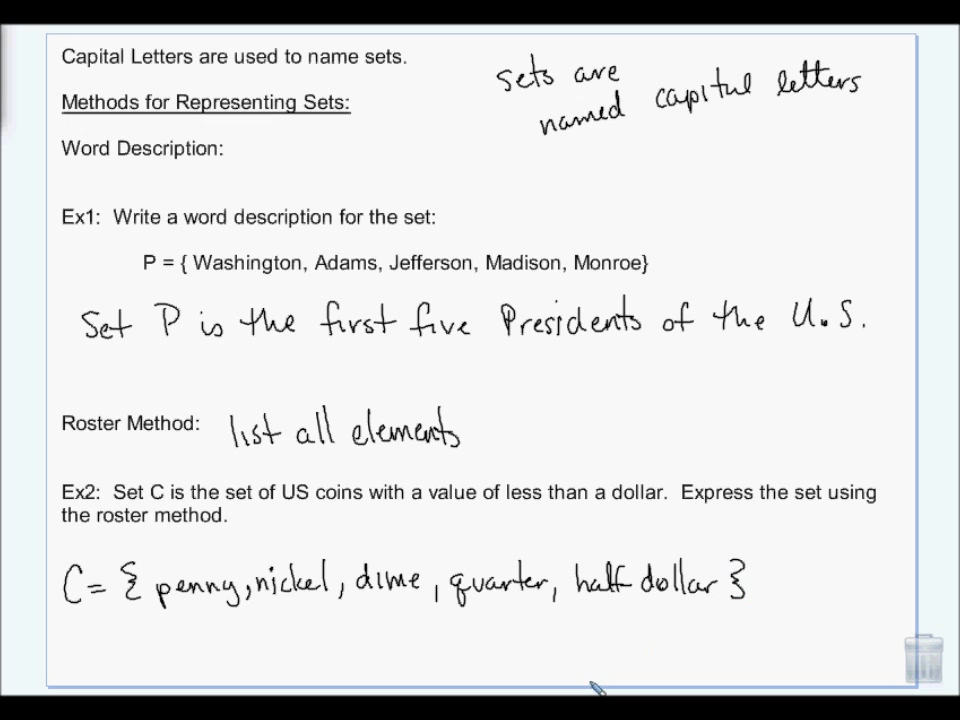 Capital Letters are used to name sets.
sets are
named capital letters
Methods for Representing Sets:
Word Description:
Ex1: Write a word description for the set:
P = { Washington, Adams, Jefferson, Madison, Monroe}
Set P is the first five Presidents of the U.S.
Roster Method: list all elements
Ex2: Set C is the set of US coins with a value of less than a dollar. Express the set using
the roster method.
C = { penny, nickel, dime, quarter, half dollar }